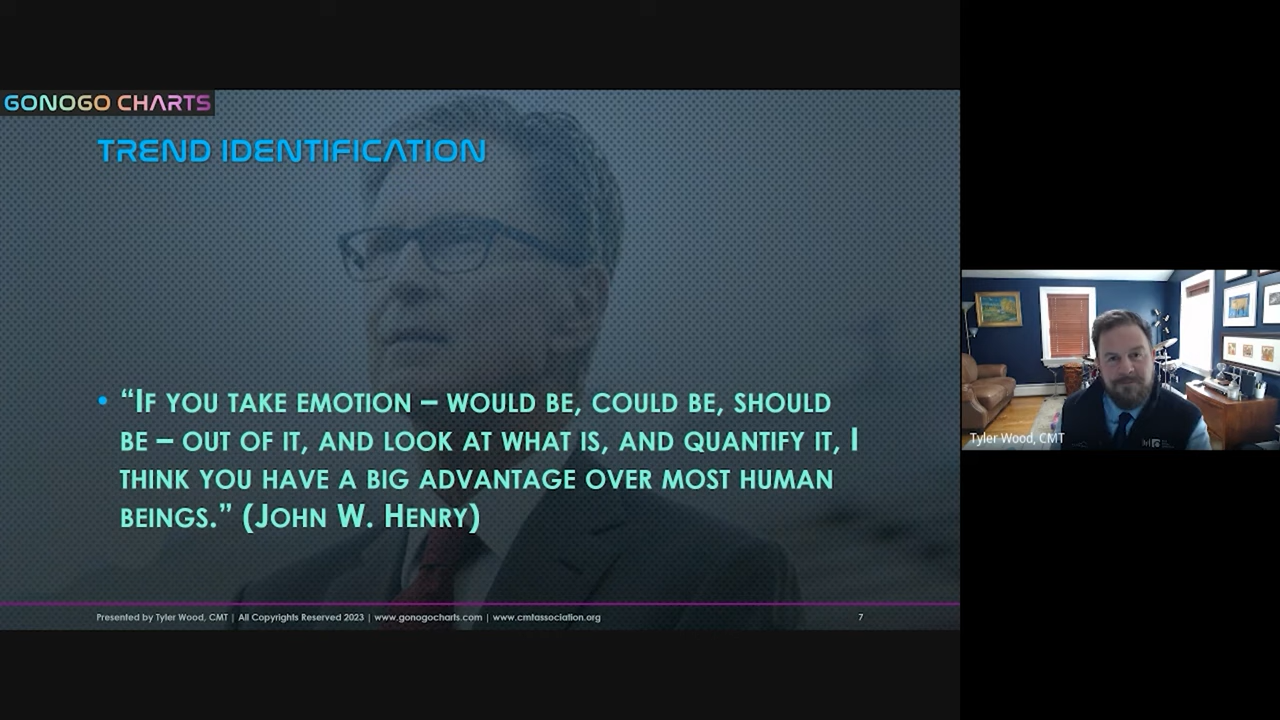 GONOGO CHARTS
TREND IDENTIFICATION
• “IF YOU TAKE EMOTION – WOULD BE, COULD BE, SHOULD
BE – OUT OF IT, AND LOOK AT WHAT IS, AND QUANTIFY IT, I
THINK YOU HAVE A BIG ADVANTAGE OVER MOST HUMAN
BEINGS.” (JOHN W. HENRY)
Tyler Wood, CMT
Presented by Tyler Wood, CMT | All Copyrights Reserved 2023 | www.gonogocharts.com | www.cmtassociation.org
7